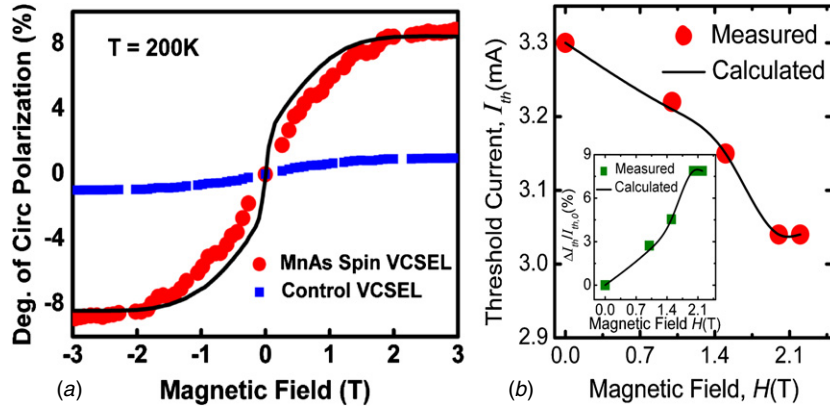 8
4
0
-4
-8
Deg. of Circ Polarization (%)
T = 200K
MnAs Spin VCSEL
Control VCSEL
-3 -2 -1 0 1 2 3
Magnetic Field (T)
(a)
3.3
3.2
3.1
3.0
2.9
Threshold Current, I_th(mA)
Measured
Calculated
9
6
3
0
ΔI_th/I_th,0(%)
Measured
Calculated
0.0 0.7 1.4 2.1
Magnetic Field H(T)
0.0 0.7 1.4 2.1
Magnetic Field, H(T)
(b)